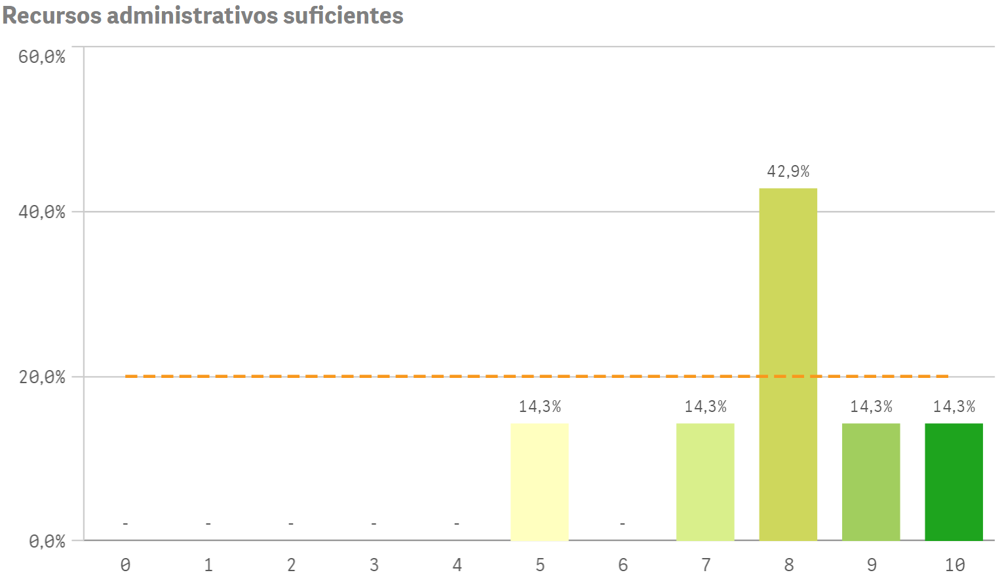 Recursos administrativos suficientes
60,0%
40,0%
20,0%
0,0%
42,9%
14,3% 14,3% 14,3% 14,3%
- - - - - -
0 1 2 3 4 5 6 7 8 9 10